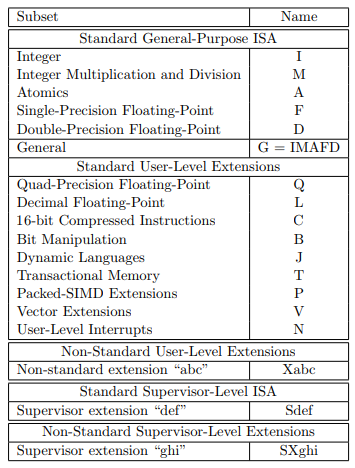 Subset Name
Standard General-Purpose ISA
Integer I
Integer Multiplication and Division M
Atomics A
Single-Precision Floating-Point F
Double-Precision Floating-Point D
General G = IMAFD
Standard User-Level Extensions
Quad-Precision Floating-Point Q
Decimal Floating-Point L
16-bit Compressed Instructions C
Bit Manipulation B
Dynamic Languages J
Transactional Memory T
Packed-SIMD Extensions P
Vector Extensions V
User-Level Interrupts N
Non-Standard User-Level Extensions
Non-standard extension “abc” Xabc
Standard Supervisor-Level ISA
Supervisor extension “def” Sdef
Non-Standard Supervisor-Level Extensions
Supervisor extension “ghi” SXghi